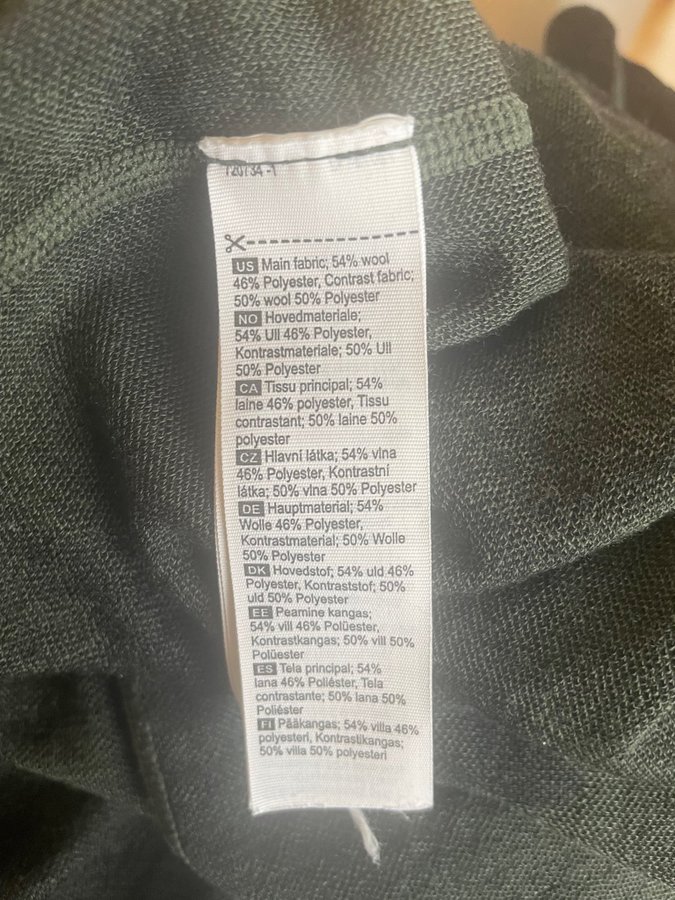 US Main fabric; 54% wool
46% Polyester, Contrast fabric;
50% wool 50% Polyester
NO Hovedmateriale;
54% Ull 46% Polyester,
Kontrastmateriale; 50% Ull
50% Polyester
CA Tissu principal; 54%
laine 46% polyester, Tissu
contrastant; 50% laine 50%
polyester
CZ Hlavní látka; 54% vlna
46% Polyester, Kontrastní
látka; 50% vlna 50% Polyester
DE Hauptmaterial; 54%
Wolle 46% Polyester,
Kontrastmaterial; 50% Wolle
50% Polyester
DK Hovedstof; 54% uld 46%
Polyester, Kontraststof; 50%
uld 50% Polyester
EE Peamine kangas;
54% vill 46% Polüester,
Kontrastkangas; 50% vill 50%
Polüester
ES Tela principal; 54%
lana 46% Poliéster, Tela
contrastante; 50% lana 50%
Poliéster
FI Pääkangas; 54% villa 46%
polyesteri, Kontrastikangas;
50% villa 50% polyesteri